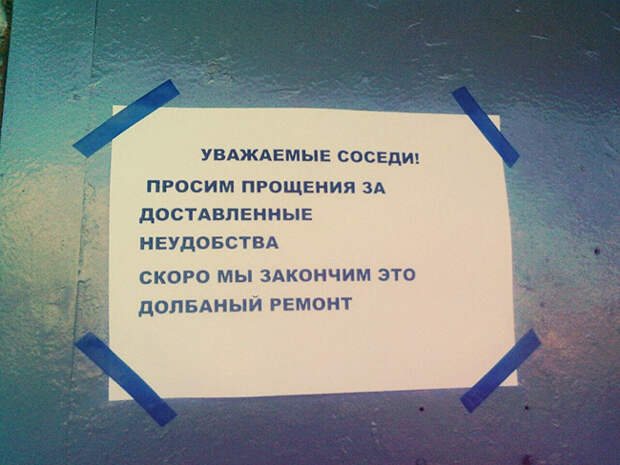 УВАЖАЕМЫЕ СОСЕДИ!
ПРОСИМ ПРОЩЕНИЯ ЗА
ДОСТАВЛЕННЫЕ
НЕУДОБСТВА
СКОРО МЫ ЗАКОНЧИМ ЭТО
ДОЛБАНЫЙ РЕМОНТ